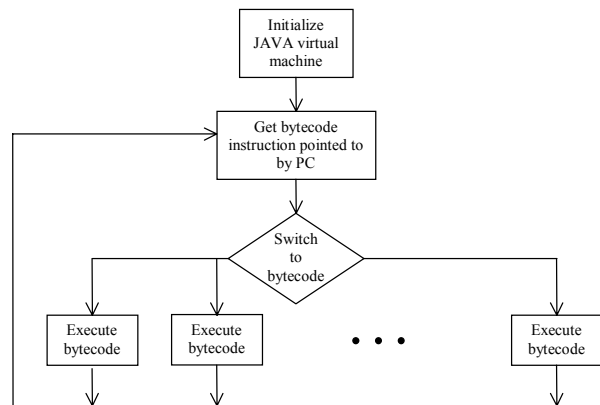 Initialize
JAVA virtual
machine
Get bytecode
instruction pointed to
by PC
Switch
to
bytecode
Execute
bytecode
Execute
bytecode
• • •
Execute
bytecode